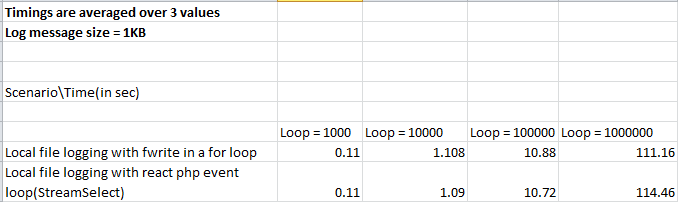 Timings are averaged over 3 values
Log message size = 1KB
Scenario\Time(in sec)
Loop = 1000 Loop = 10000 Loop = 100000 Loop = 1000000
Local file logging with fwrite in a for loop 0.11 1.108 10.88 111.16
Local file logging with react php event
loop(StreamSelect) 0.11 1.09 10.72 114.46